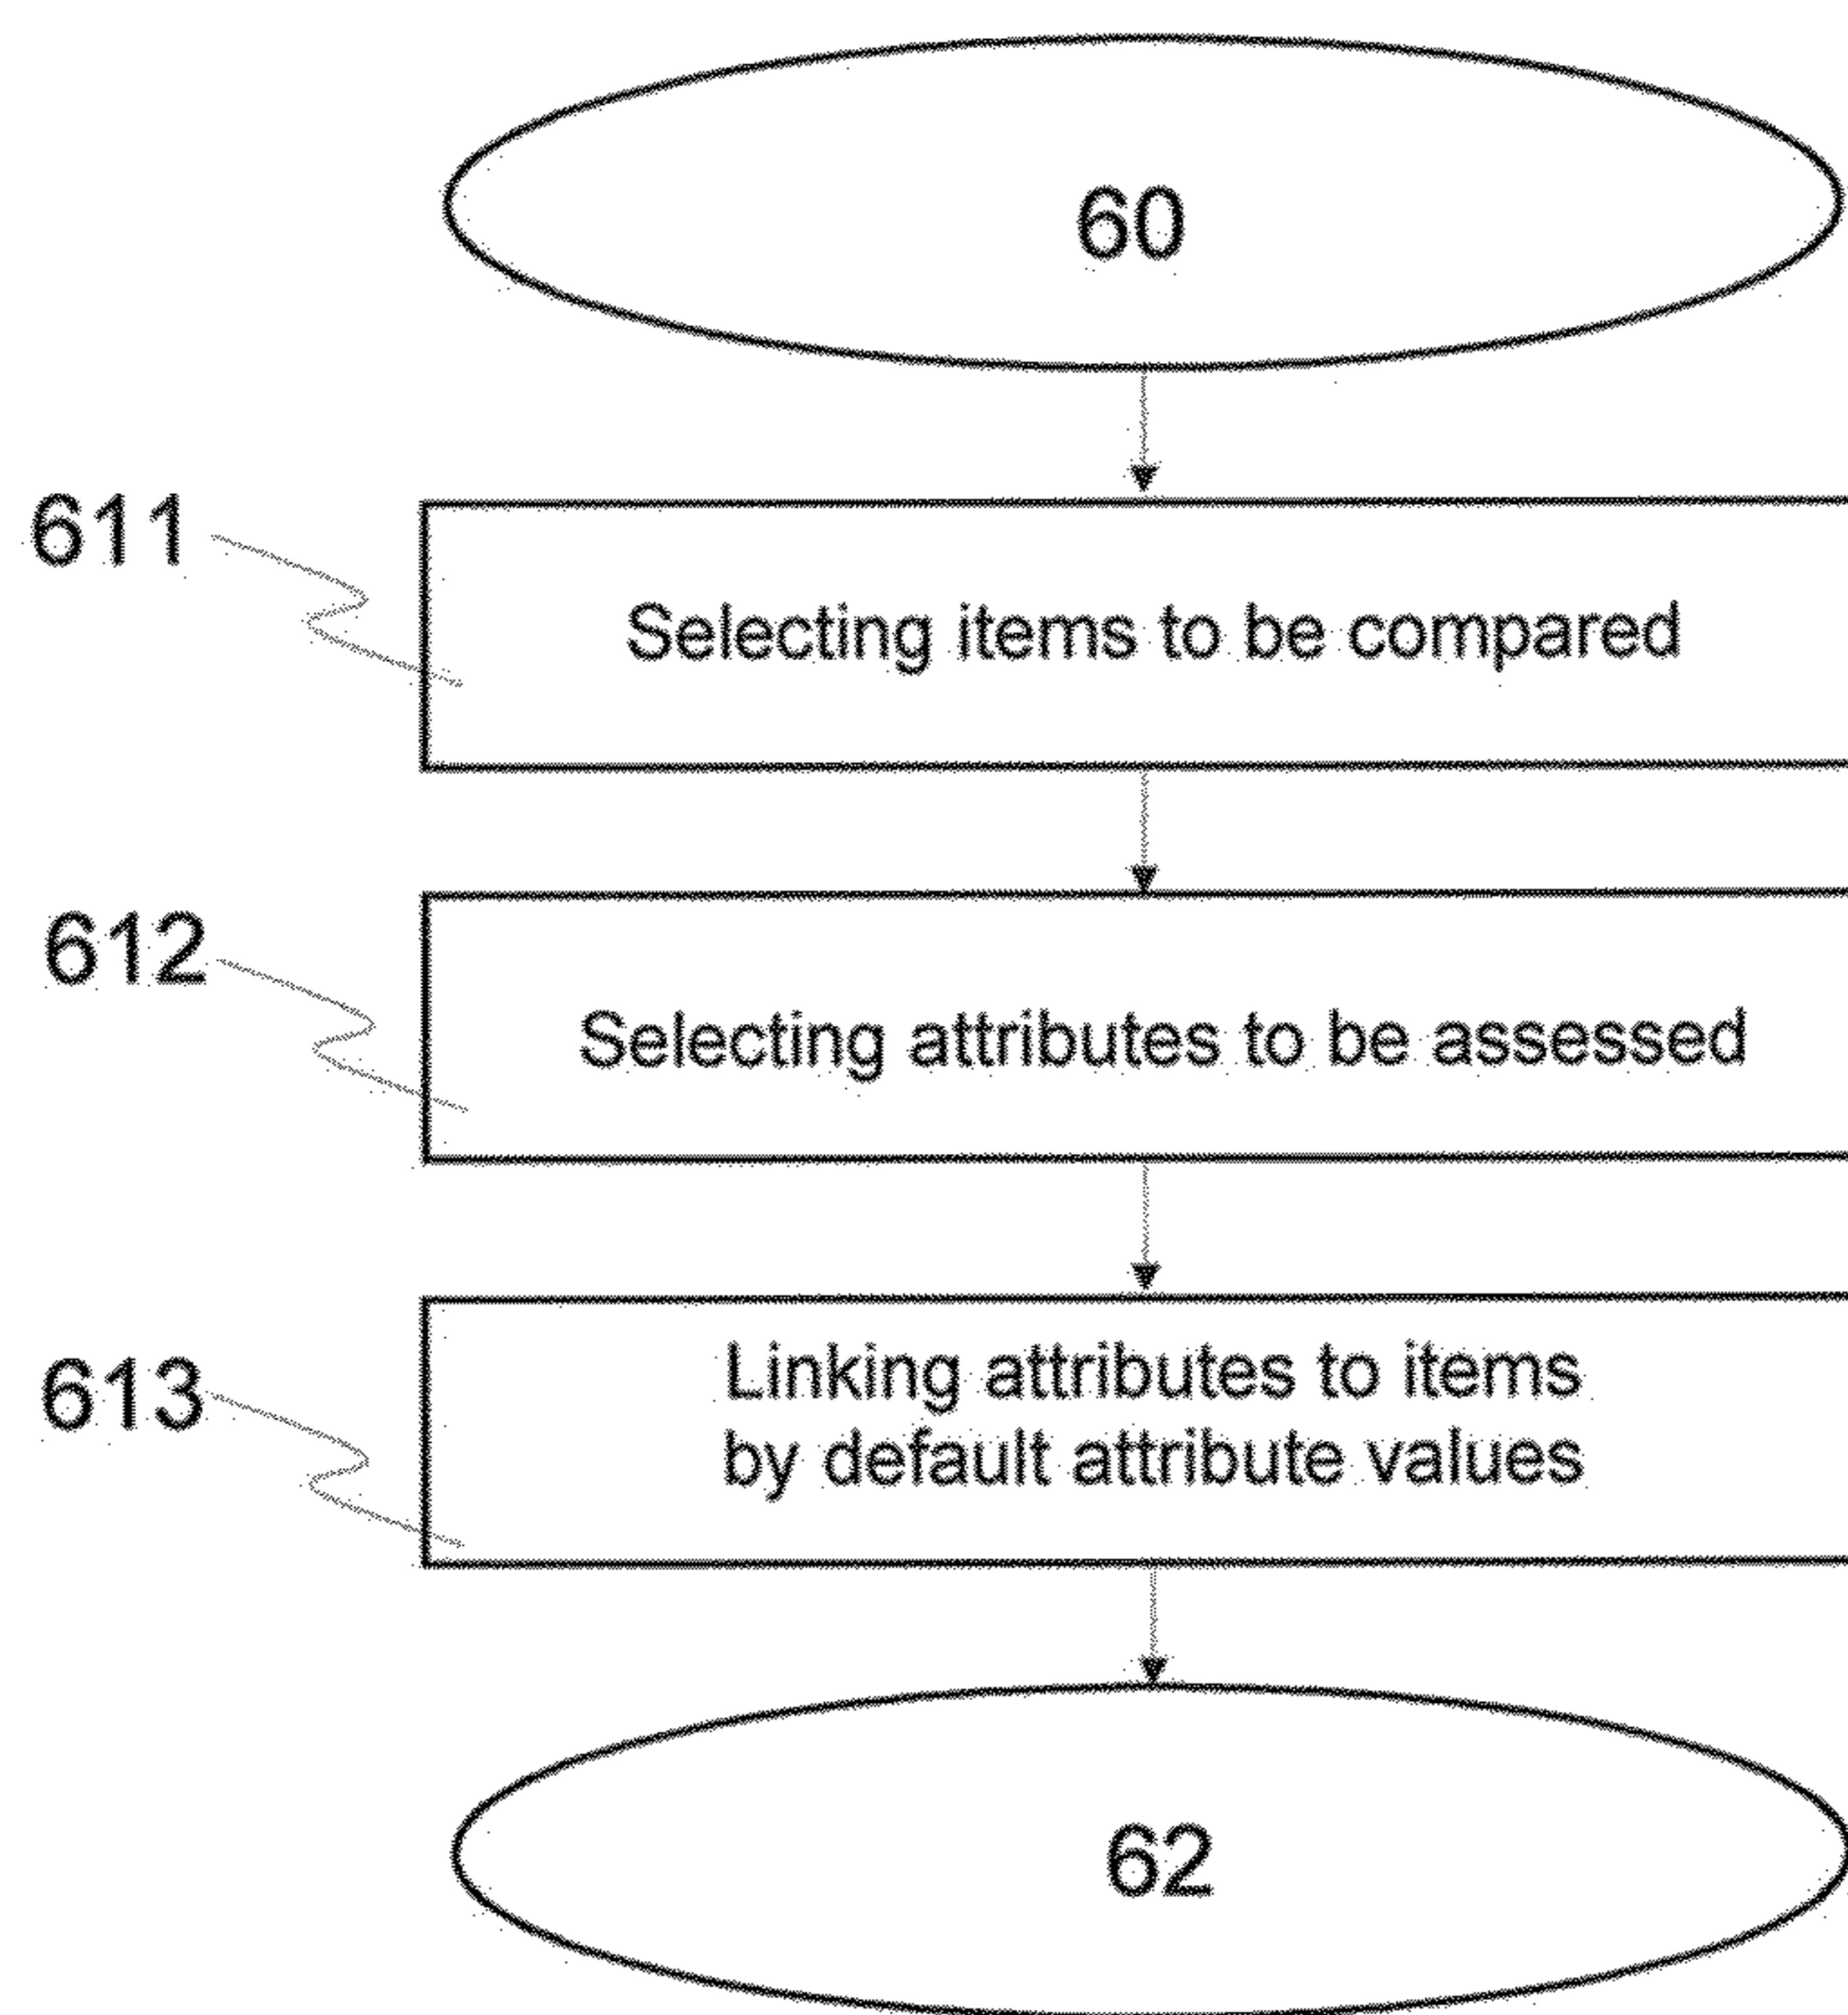 60
611
Selecting items to be compared
612
Selecting attributes to be assessed
613
Linking attributes to items
by default attribute values
62